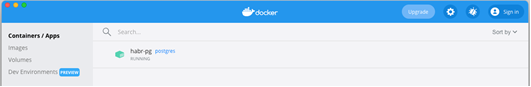 docker
Upgrade
Sign in
Containers / Apps
Images
Volumes
Dev Environments PREVIEW
Search...
Sort by
habr-pg postgres
RUNNING